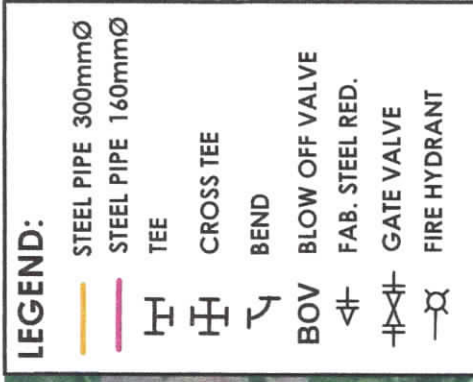 LEGEND:
STEEL PIPE 300mmØ
STEEL PIPE 160mmØ
TEE
CROSS TEE
BEND
BOV BLOW OFF VALVE
FAB. STEEL RED.
GATE VALVE
FIRE HYDRANT